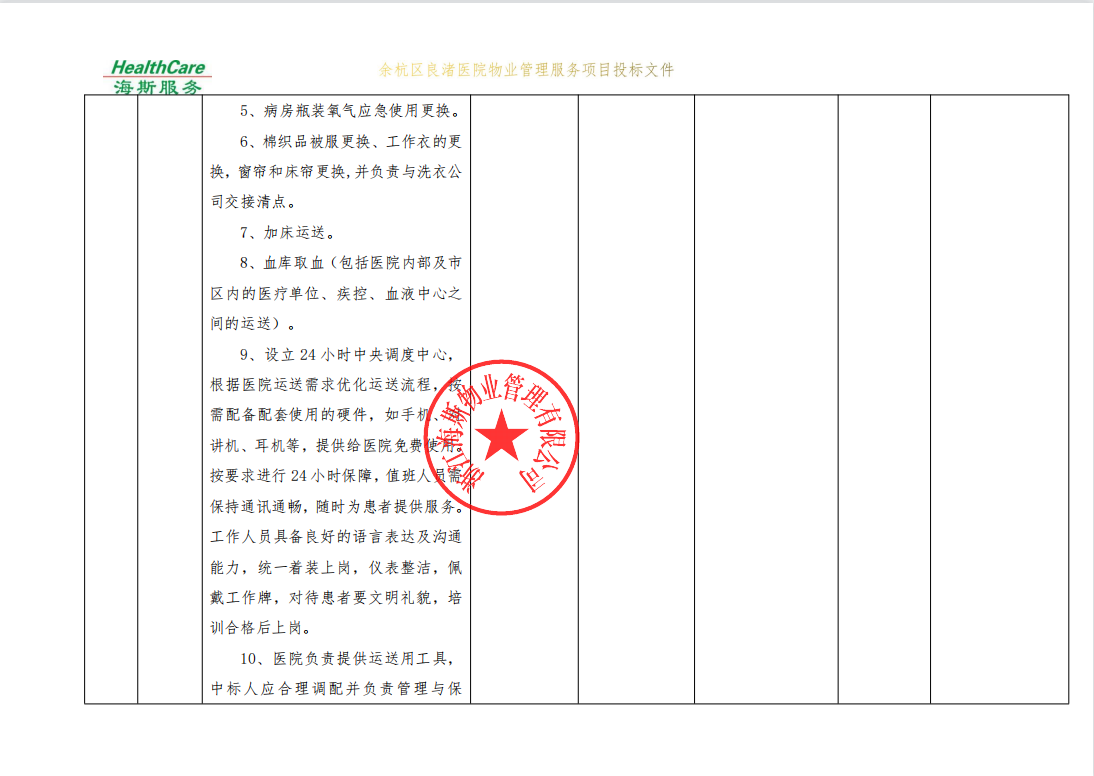 HealthCare
海斯服务
余杭区良渚医院物业管理服务项目投标文件
5、病房瓶装氧气应急使用更换。
6、棉织品被服更换、工作衣的更
换，窗帘和床帘更换,并负责与洗衣公
司交接清点。
7、加床运送。
8、血库取血（包括医院内部及市
区内的医疗单位、疾控、血液中心之
间的运送）。
9、设立24小时中央调度中心，
根据医院运送需求优化运送流程，按
需配备配套使用的硬件，如手机、对
讲机、耳机等，提供给医院免费使用。
按要求进行24小时保障，值班人员需
保持通讯通畅，随时为患者提供服务。
工作人员具备良好的语言表达及沟通
能力，统一着装上岗，仪表整洁，佩
戴工作牌，对待患者要文明礼貌，培
训合格后上岗。
10、医院负责提供运送用工具，
中标人应合理调配并负责管理与保
浙江海斯物业管理有限公司